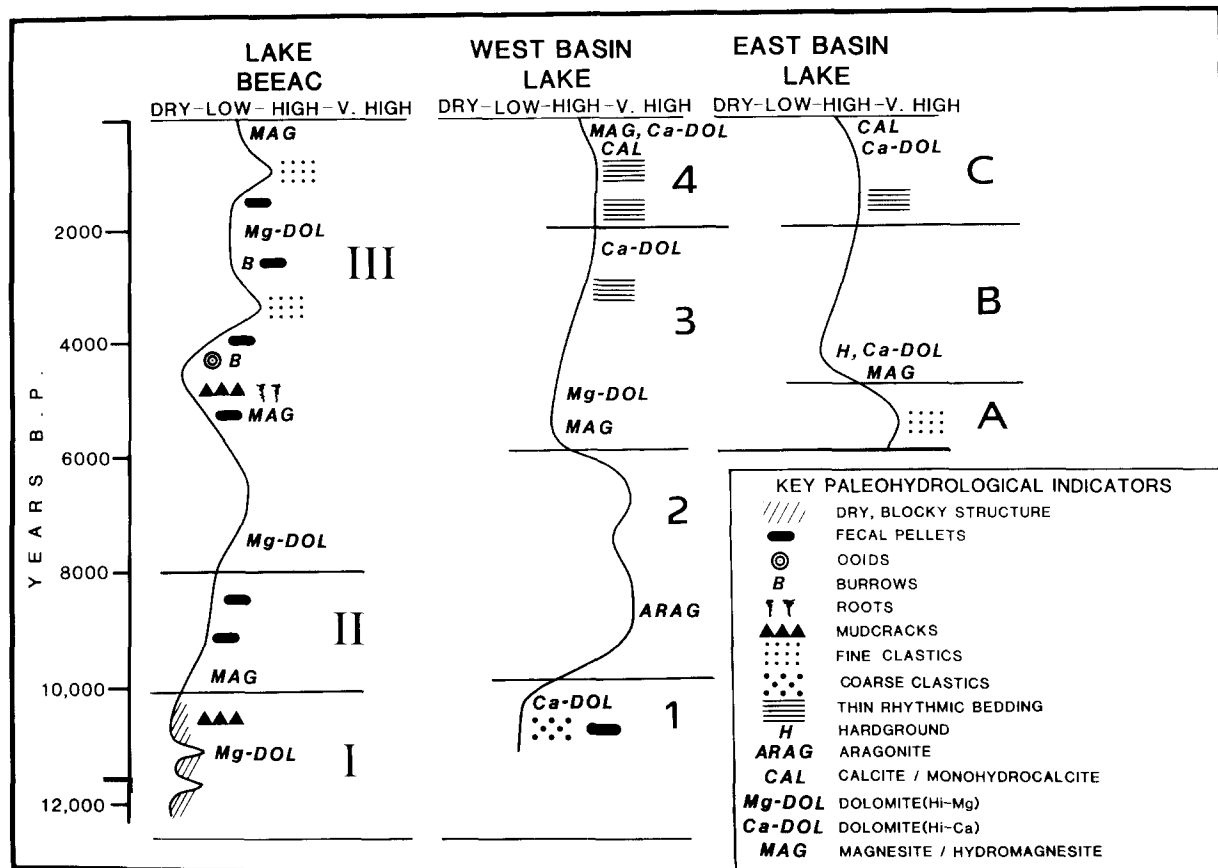 LAKE
BEEAC
DRY-LOW-HIGH-V. HIGH
WEST BASIN
LAKE
DRY-LOW-HIGH-V. HIGH
EAST BASIN
LAKE
DRY-LOW-HIGH-V. HIGH
YEARS B.P.
2000
4000
6000
8000
10,000
12,000
MAG
Mg-DOL
B
III
B
MAG
Mg-DOL
II
MAG
Mg-DOL
I
MAG, Ca-DOL
CAL
4
Ca-DOL
3
Mg-DOL
MAG
2
ARAG
Ca-DOL
1
CAL
Ca-DOL
C
B
H, Ca-DOL
MAG
A
KEY PALEOHYDROLOGICAL INDICATORS
DRY, BLOCKY STRUCTURE
FECAL PELLETS
OOIDS
B BURROWS
ROOTS
MUDCRACKS
FINE CLASTICS
COARSE CLASTICS
THIN RHYTHMIC BEDDING
H HARDGROUND
ARAG ARAGONITE
CAL CALCITE / MONOHYDROCALCITE
Mg-DOL DOLOMITE(Hi-Mg)
Ca-DOL DOLOMITE(Hi-Ca)
MAG MAGNESITE / HYDROMAGNESITE